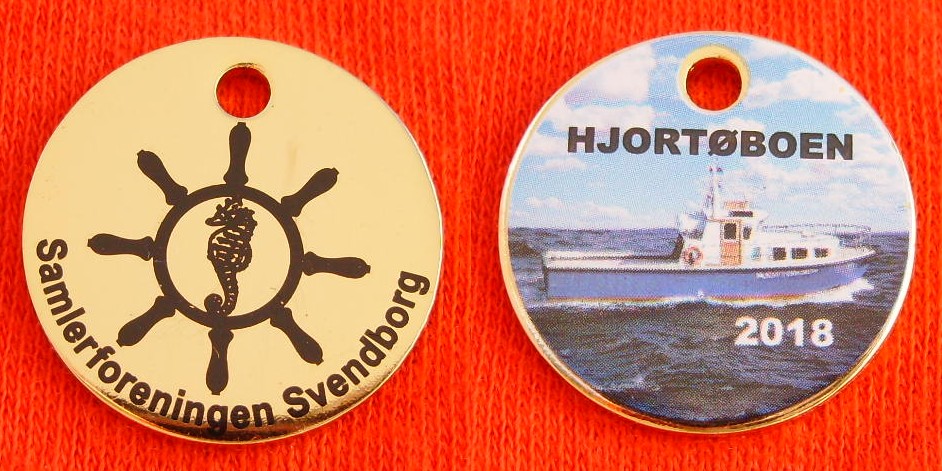 Samlerforeningen Svendborg
HJORTØBOEN
2018